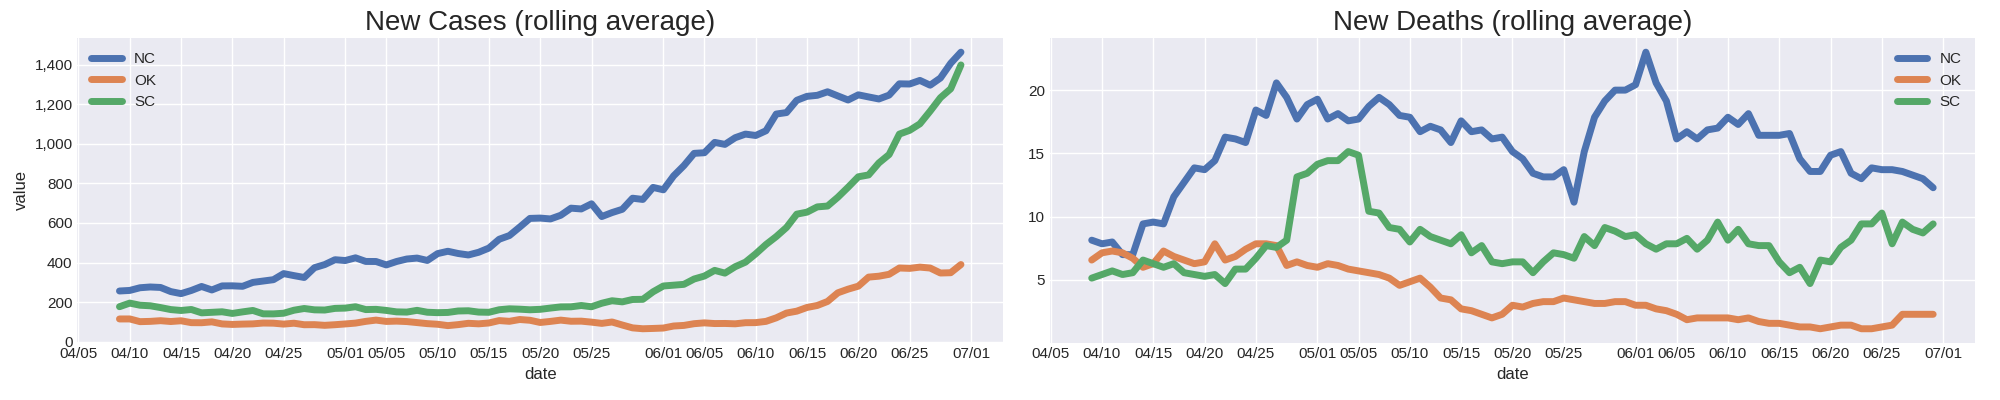 New Cases (rolling average)
NC
OK
SC
1,400
1,200
1,000
800
600
400
200
0
value
04/05 04/10 04/15 04/20 04/25 05/01 05/05 05/10 05/15 05/20 05/25 06/01 06/05 06/10 06/15 06/20 06/25 07/01
date
New Deaths (rolling average)
NC
OK
SC
20
15
10
5
04/05 04/10 04/15 04/20 04/25 05/01 05/05 05/10 05/15 05/20 05/25 06/01 06/05 06/10 06/15 06/20 06/25 07/01
date